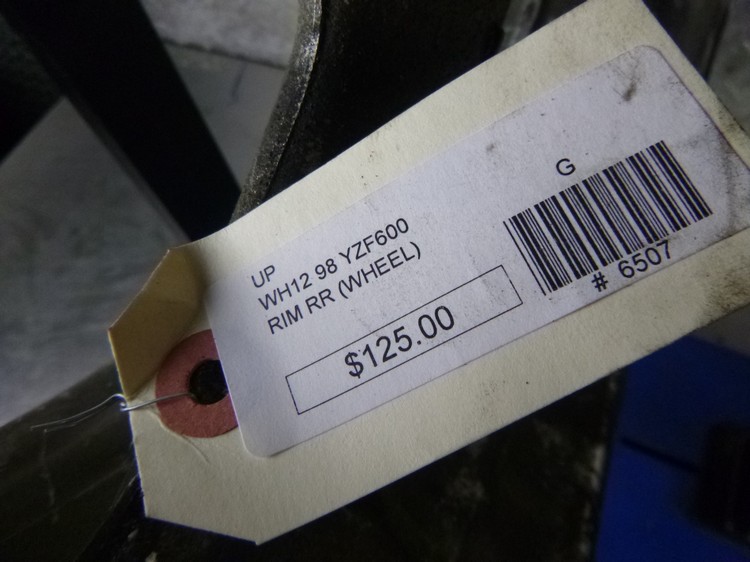 UP
WH12 98 YZF600
RIM RR (WHEEL)
$125.00
G
# 6507